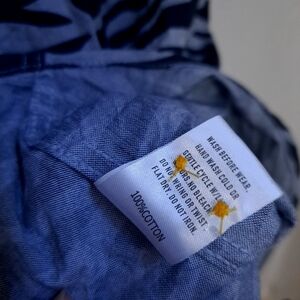 WASH BEFORE WEAR.
HAND WASH COLD OR
GENTLE CYCLE
NO BLEACH
DO NO WRING OR TWIST.
FLAT DRY DO NOT IRON.
100%COTTON